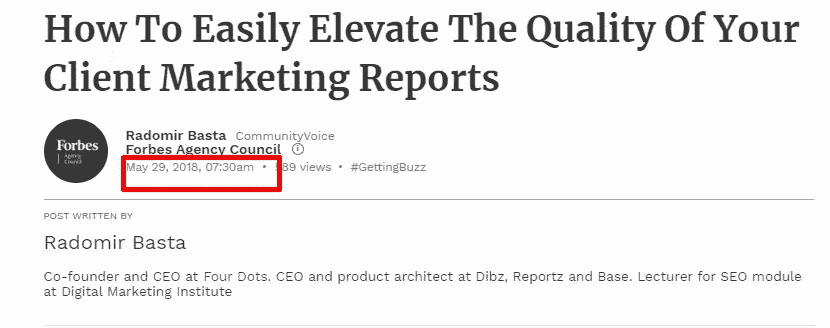 How To Easily Elevate The Quality Of Your
Client Marketing Reports
Forbes
Agency
Council
Radomir Basta CommunityVoice
Forbes Agency Council
May 29, 2018, 07:30am • 89 views • #GettingBuzz
POST WRITTEN BY
Radomir Basta
Co-founder and CEO at Four Dots. CEO and product architect at Dibz, Reportz and Base. Lecturer for SEO module
at Digital Marketing Institute